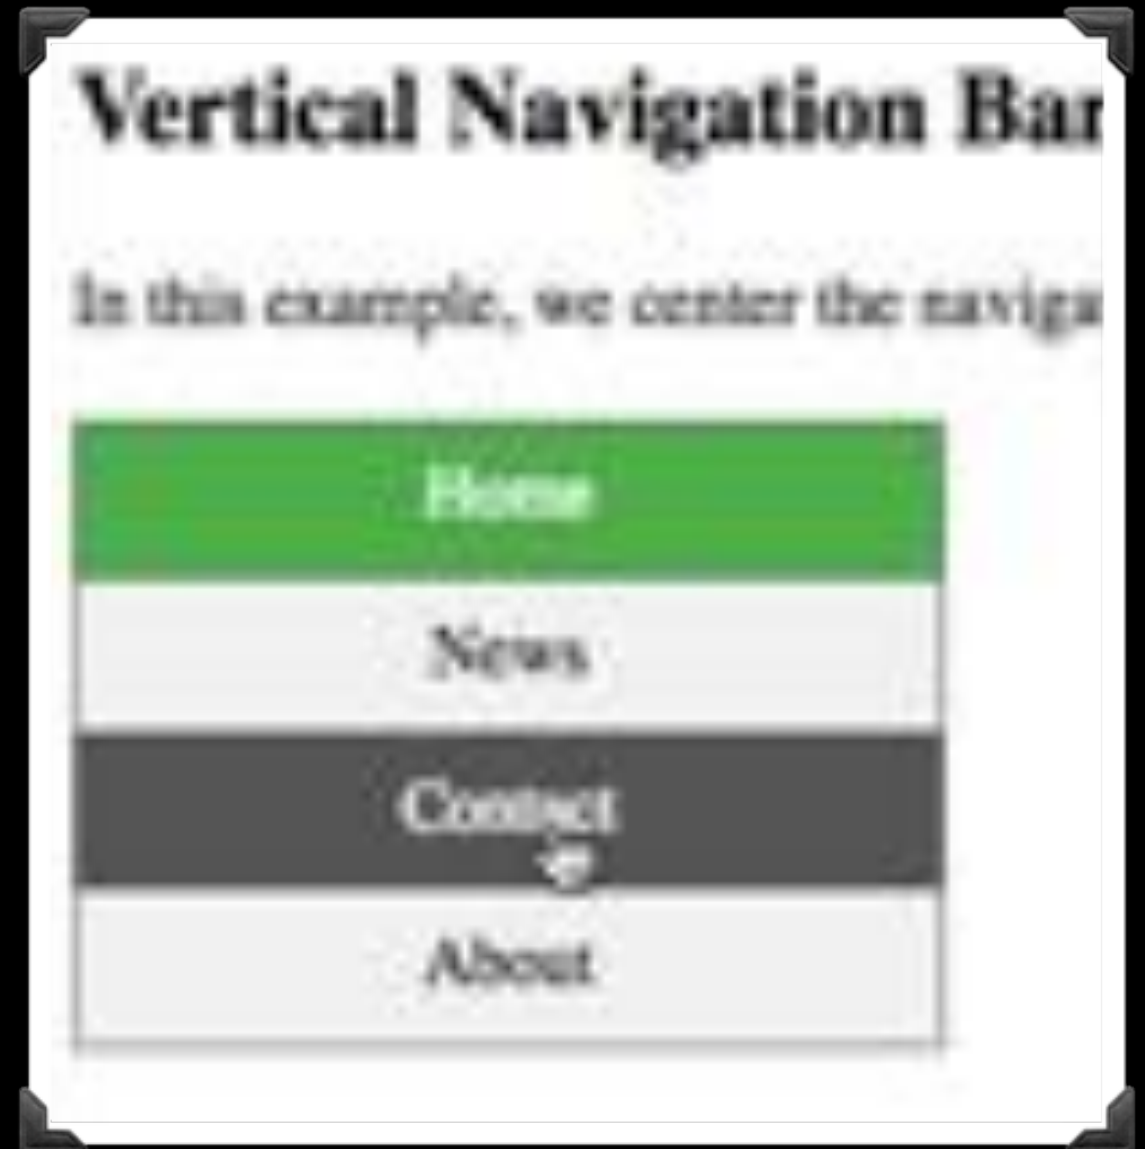 Vertical Navigation Bar
In this example, we center the naviga
Home
News
Contact
About